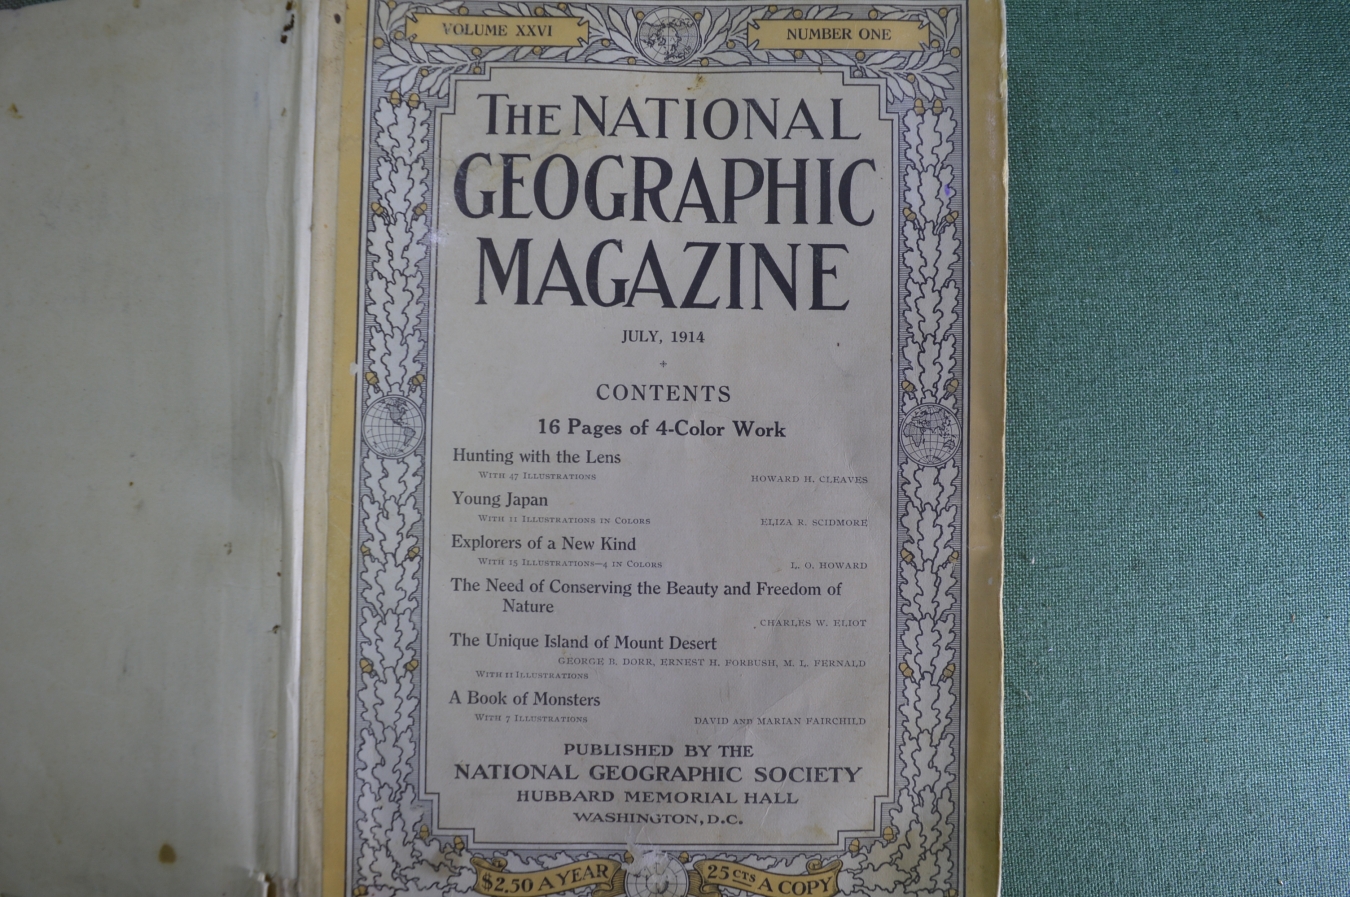 VOLUME XXVI
NUMBER ONE
THE NATIONAL
GEOGRAPHIC
MAGAZINE
JULY, 1914
CONTENTS
16 Pages of 4-Color Work
Hunting with the Lens
WITH 47 ILLUSTRATIONS HOWARD H. CLEAVES
Young Japan
WITH 11 ILLUSTRATIONS IN COLORS ELIZA R. SCIDMORE
Explorers of a New Kind
WITH 15 ILLUSTRATIONS—4 IN COLORS L. O. HOWARD
The Need of Conserving the Beauty and Freedom of
Nature
CHARLES W. ELIOT
The Unique Island of Mount Desert
GEORGE B. DORR, ERNEST H. FORBUSH, M. L. FERNALD
WITH 11 ILLUSTRATIONS
A Book of Monsters
WITH 7 ILLUSTRATIONS DAVID AND MARIAN FAIRCHILD
PUBLISHED BY THE
NATIONAL GEOGRAPHIC SOCIETY
HUBBARD MEMORIAL HALL
WASHINGTON, D.C.
$2.50 A YEAR
25 CTS A COPY